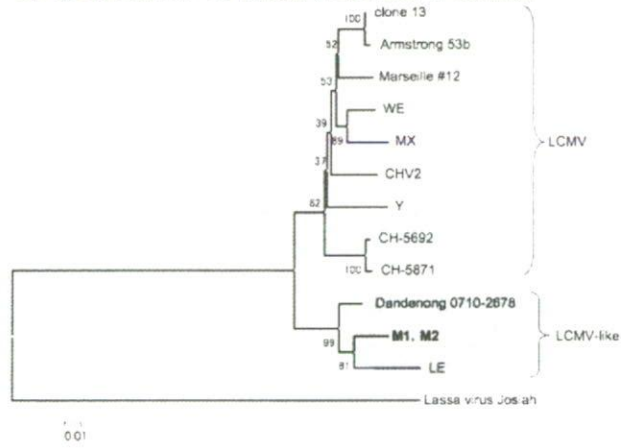 clone 13
100
Armstrong 53b
52
Marseille #12
53
WE
39
89
MX
LCMV
37
CHV2
62
Y
CH-5692
100
CH-5871
Dandenong 0710-2678
99
M1. M2
LCMV-like
81
LE
Lassa virus Josiah
0.01